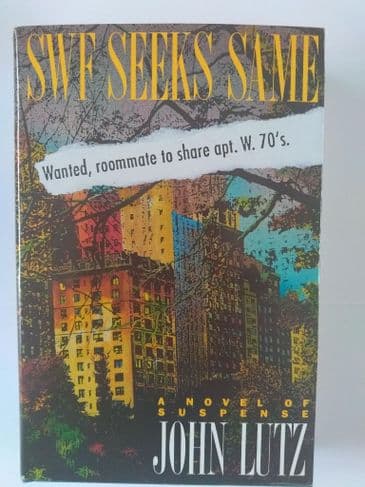 SWF SEEKS SAME
Wanted, roommate to share apt. W. 70's.
A NOVEL OF
SUSPENSE
JOHN LUTZ